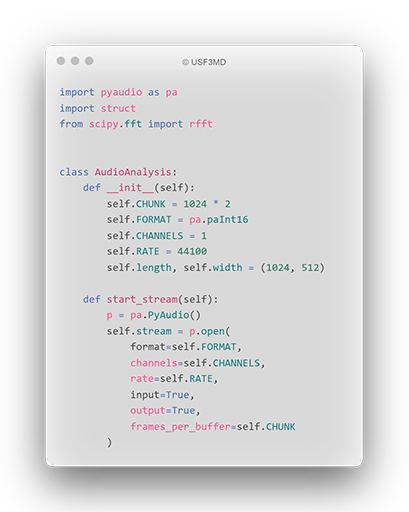 © USF3MD
import pyaudio as pa
import struct
from scipy.fft import rfft
class AudioAnalysis:
    def __init__(self):
        self.CHUNK = 1024 * 2
        self.FORMAT = pa.paInt16
        self.CHANNELS = 1
        self.RATE = 44100
        self.length, self.width = (1024, 512)
    def start_stream(self):
        p = pa.PyAudio()
        self.stream = p.open(
            format=self.FORMAT,
            channels=self.CHANNELS,
            rate=self.RATE,
            input=True,
            output=True,
            frames_per_buffer=self.CHUNK
        )